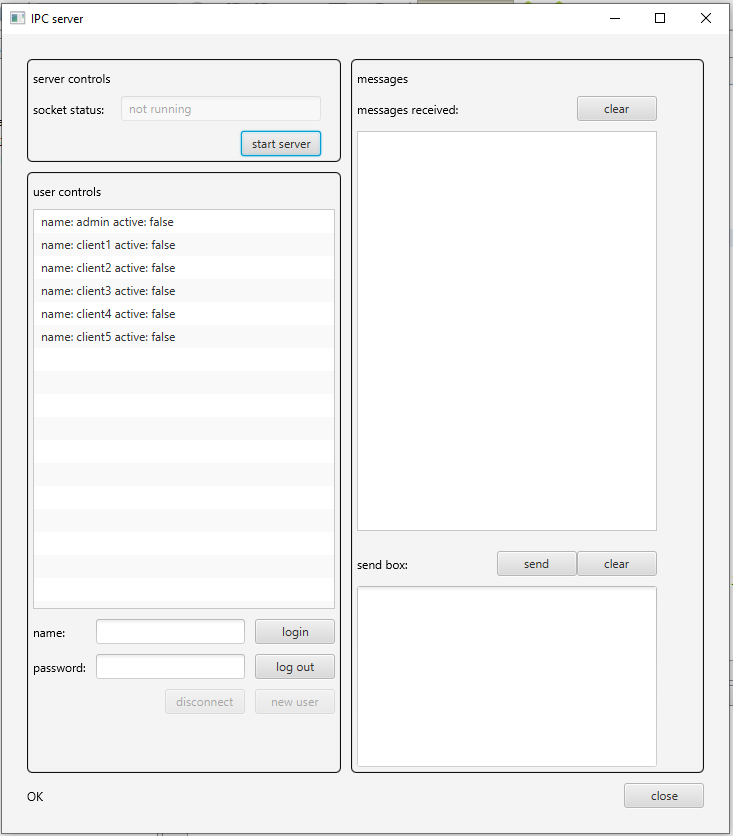 IPC server
server controls
socket status: not running
start server
user controls
name: admin active: false
name: client1 active: false
name: client2 active: false
name: client3 active: false
name: client4 active: false
name: client5 active: false
name: login
password: log out
disconnect new user
messages
messages received: clear
send box: send clear
OK close